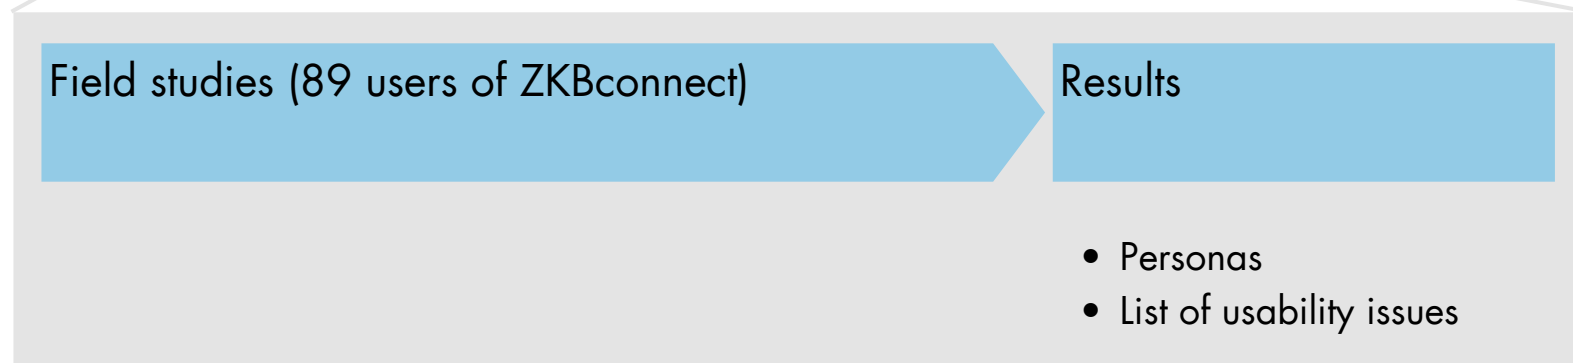 Field studies (89 users of ZKBconnect)
Results
• Personas
• List of usability issues